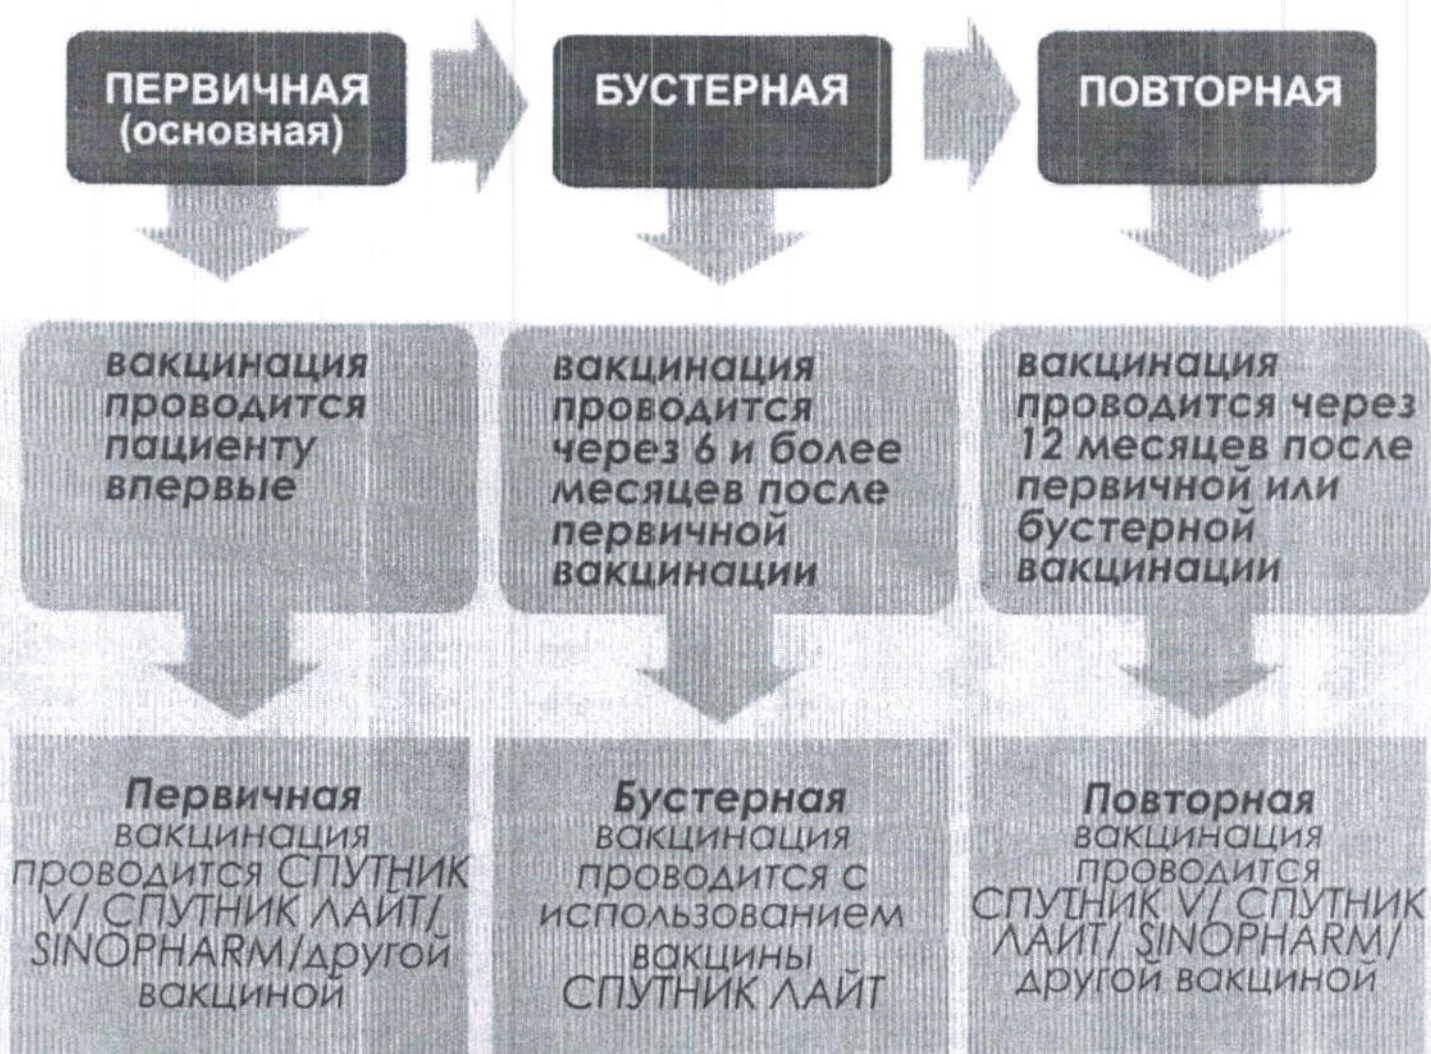 ПЕРВИЧНАЯ
(основная)
БУСТЕРНАЯ
ПОВТОРНАЯ
вакцинация
проводится
пациенту
впервые
вакцинация
проводится
через 6 и более
месяцев после
первичной
вакцинации
вакцинация
проводится через
12 месяцев после
первичной или
бустерной
вакцинации
Первичная
вакцинация
проводится СПУТНИК
V/ СПУТНИК ЛАЙТ/
SINOPHARM/другой
вакциной
Бустерная
вакцинация
проводится с
использованием
вакцины
СПУТНИК ЛАЙТ
Повторная
вакцинация
проводится
СПУТНИК V/ СПУТНИК
ЛАЙТ/ SINOPHARM/
другой вакциной